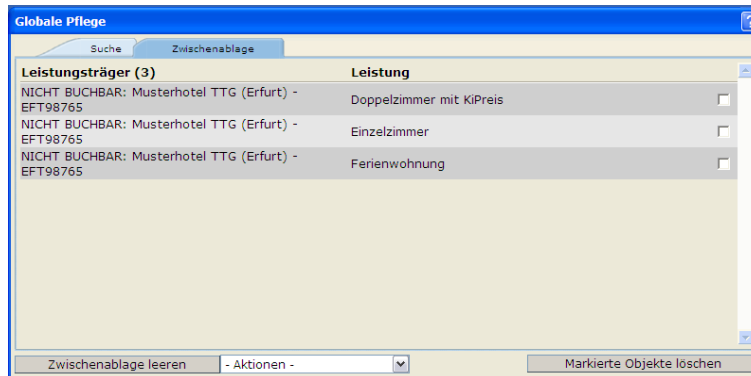 Globale Pflege
?
Suche Zwischenablage
Leistungsträger (3) Leistung
NICHT BUCHBAR: Musterhotel TTG (Erfurt) -
EFT98765
Doppelzimmer mit KiPreis
NICHT BUCHBAR: Musterhotel TTG (Erfurt) -
EFT98765
Einzelzimmer
NICHT BUCHBAR: Musterhotel TTG (Erfurt) -
EFT98765
Ferienwohnung
Zwischenablage leeren - Aktionen - Markierte Objekte löschen